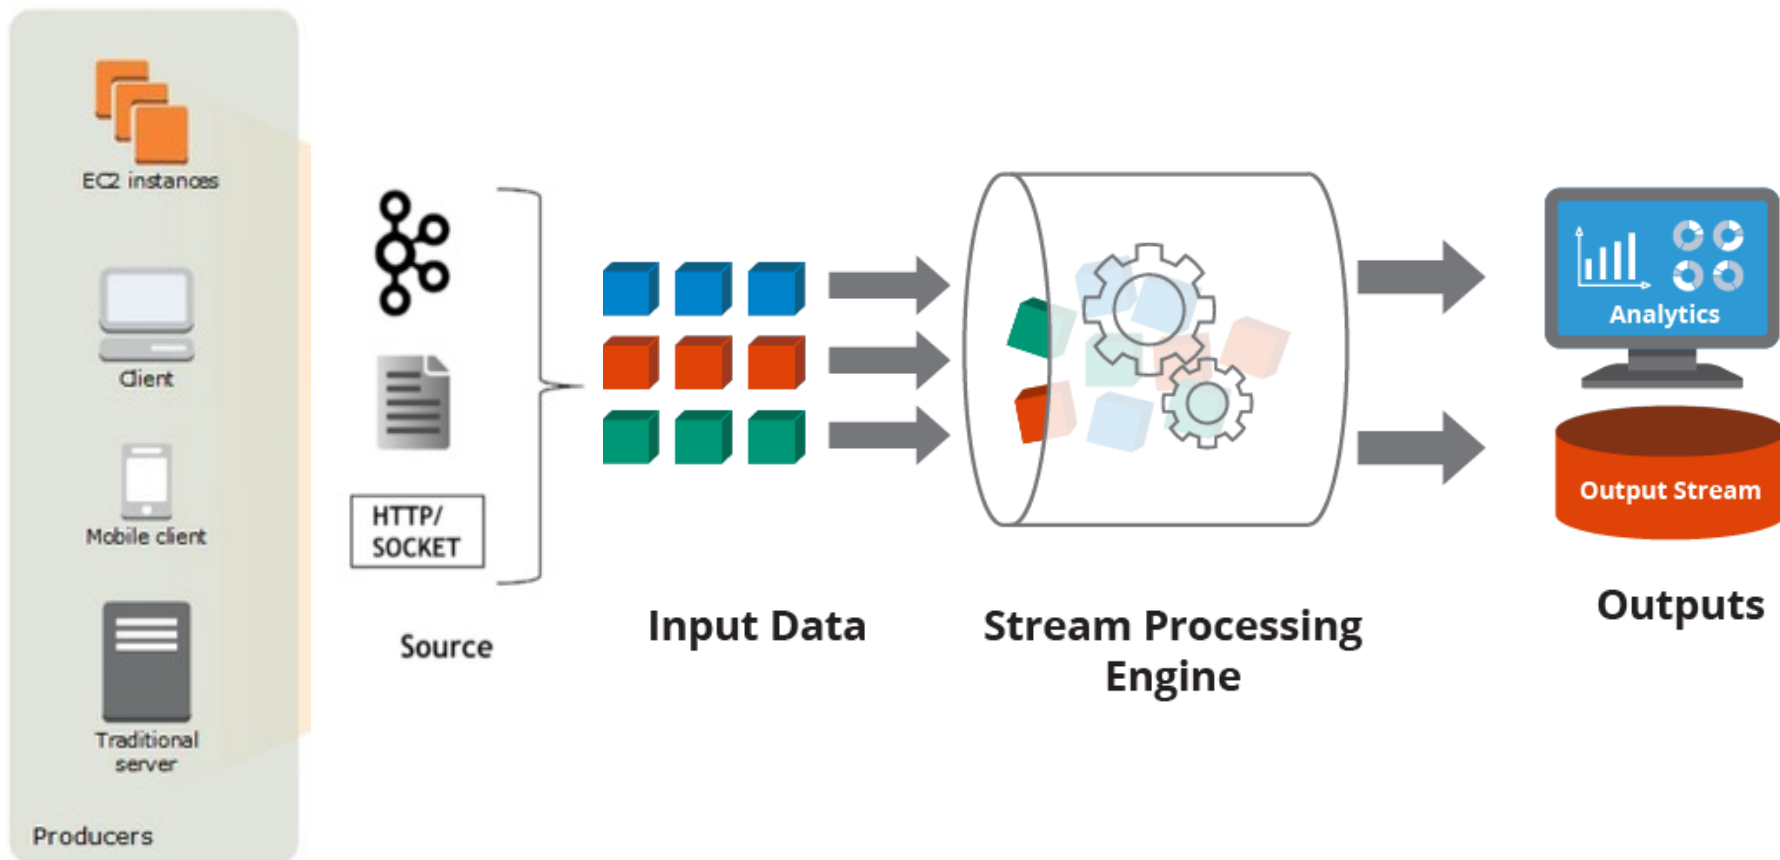 EC2 instances
Client
Mobile client
Traditional
server
Producers
HTTP/
SOCKET
Source
Input Data
Stream Processing
Engine
Analytics
Output Stream
Outputs